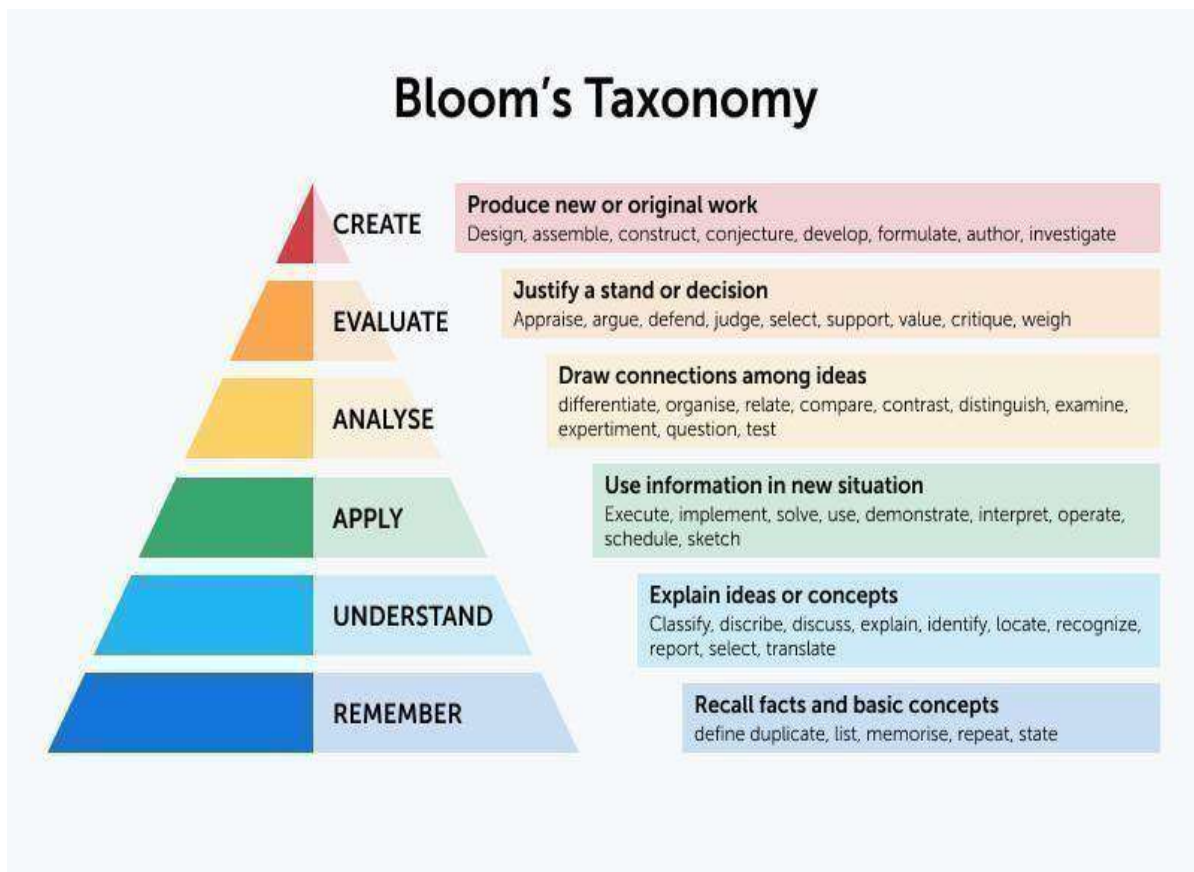 Bloom's Taxonomy
CREATE
Produce new or original work
Design, assemble, construct, conjecture, develop, formulate, author, investigate
EVALUATE
Justify a stand or decision
Appraise, argue, defend, judge, select, support, value, critique, weigh
ANALYSE
Draw connections among ideas
differentiate, organise, relate, compare, contrast, distinguish, examine,
expertiment, question, test
APPLY
Use information in new situation
Execute, implement, solve, use, demonstrate, interpret, operate,
schedule, sketch
UNDERSTAND
Explain ideas or concepts
Classify, discribe, discuss, explain, identify, locate, recognize,
report, select, translate
REMEMBER
Recall facts and basic concepts
define duplicate, list, memorise, repeat, state